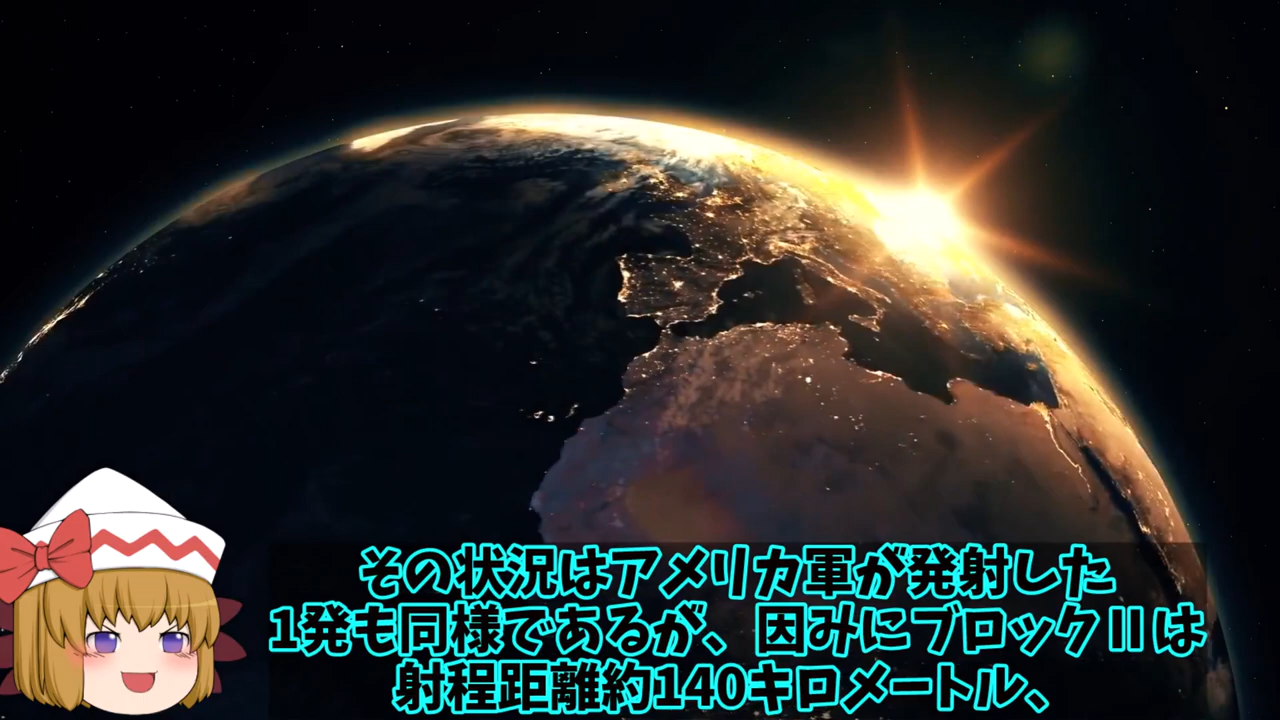 その状況はアメリカ軍が発射した
1発も同様であるが、因みにブロックⅡは
射程距離約140キロメートル、